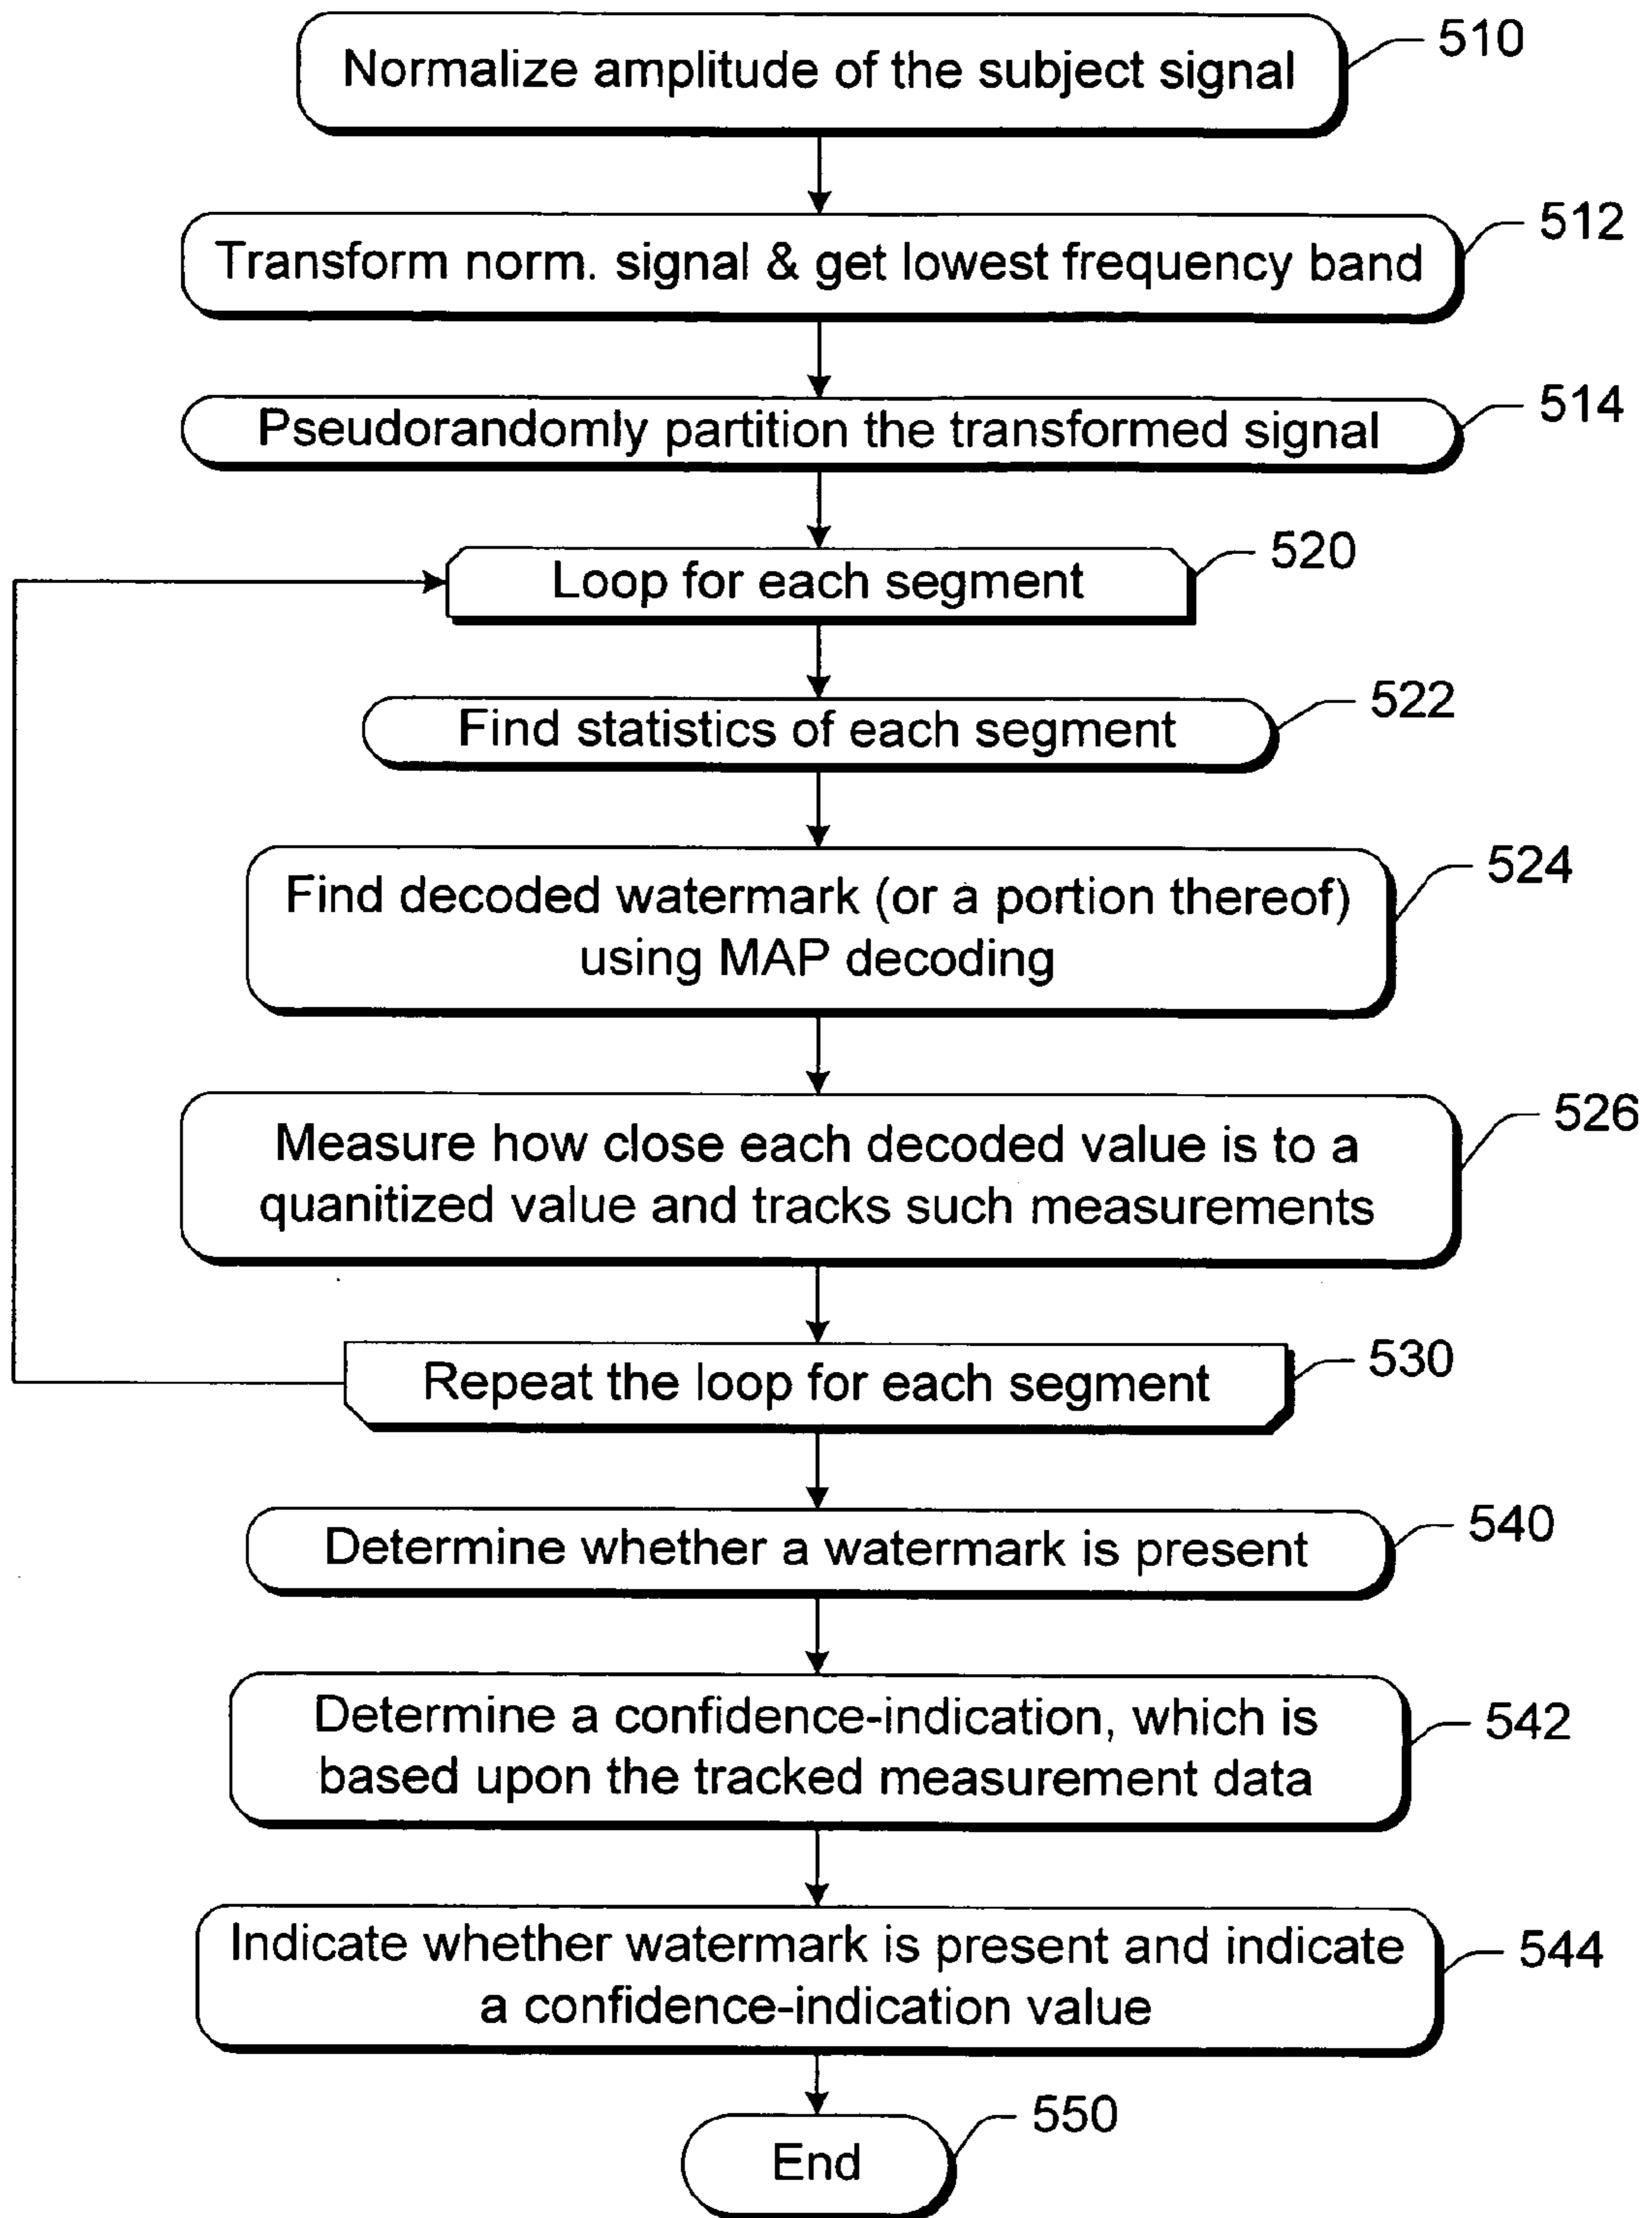 Normalize amplitude of the subject signal
510
Transform norm. signal & get lowest frequency band
512
Pseudorandomly partition the transformed signal
514
Loop for each segment
520
Find statistics of each segment
522
Find decoded watermark (or a portion thereof)
using MAP decoding
524
Measure how close each decoded value is to a
quanitized value and tracks such measurements
526
Repeat the loop for each segment
530
Determine whether a watermark is present
540
Determine a confidence-indication, which is
based upon the tracked measurement data
542
Indicate whether watermark is present and indicate
a confidence-indication value
544
End
550